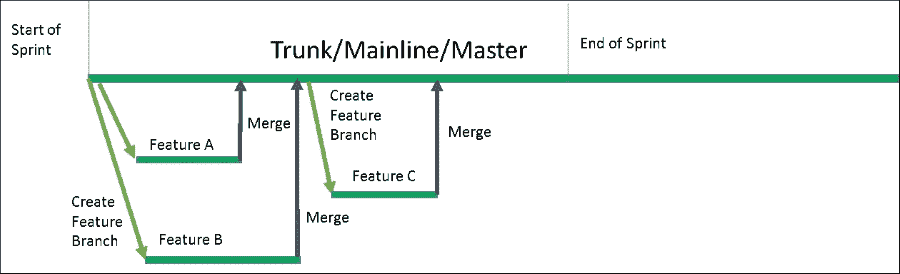 Start of
Sprint
Trunk/Mainline/Master
End of Sprint
Create
Feature
Branch
Merge
Merge
Feature A
Feature C
Create
Feature
Branch
Merge
Feature B